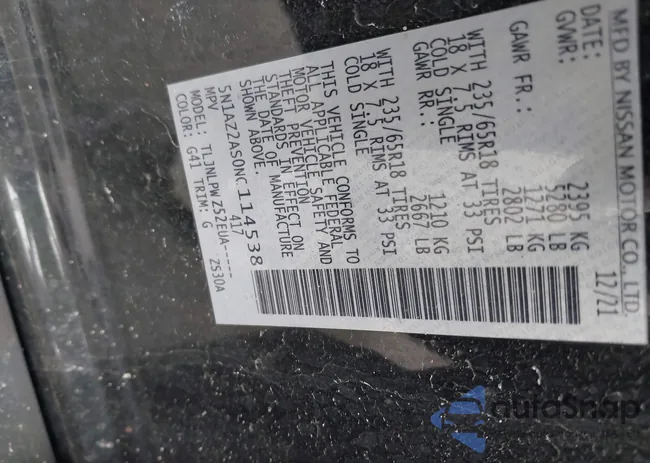 MFD BY NISSAN MOTOR CO., LTD.
DATE: 12/21
GVWR: 2395 KG
5280 LB
GAWR FR.: 1271 KG
2802 LB
WITH 235/65R18 TIRES
18 X 7.5 RIMS AT 33 PSI
COLD SINGLE
GAWR RR.: 1210 KG
2667 LB
WITH 235/65R18 TIRES
18 X 7.5 RIMS AT 33 PSI
COLD SINGLE
THIS VEHICLE CONFORMS TO
ALL APPLICABLE FEDERAL
MOTOR VEHICLE SAFETY AND
THEFT PREVENTION
STANDARDS IN EFFECT ON
THE DATE OF MANUFACTURE
SHOWN ABOVE.
5N1AZ2AS0NC114538
MPV 417
MODEL: TLJNLPW Z52EUA-----
COLOR: G41 TRIM: G ZS30A
autoSnap